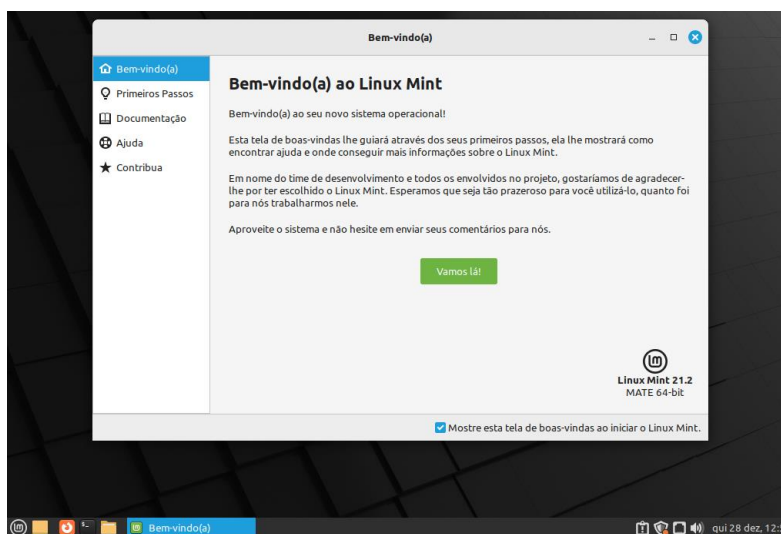 Bem-vindo(a)
Bem-vindo(a)
Primeiros Passos
Documentação
Ajuda
Contribua
Bem-vindo(a) ao Linux Mint
Bem-vindo(a) ao seu novo sistema operacional!
Esta tela de boas-vindas lhe guiará através dos seus primeiros passos, ela lhe mostrará como
encontrar ajuda e onde conseguir mais informações sobre o Linux Mint.
Em nome do time de desenvolvimento e todos os envolvidos no projeto, gostaríamos de agradecer-
lhe por ter escolhido o Linux Mint. Esperamos que seja tão prazeroso para você utilizá-lo, quanto foi
para nós trabalharmos nele.
Aproveite o sistema e não hesite em enviar seus comentários para nós.
Vamos lá!
Linux Mint 21.2
MATE 64-bit
Mostre esta tela de boas-vindas ao iniciar o Linux Mint.
Bem-vindo(a)
qui 28 dez, 12: